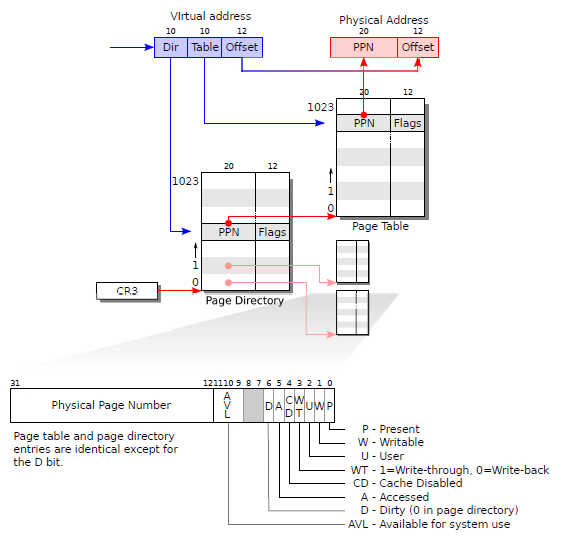 VIrtual address
10 10 12
Dir Table Offset
Physical Address
20 12
PPN Offset
20 12
1023
PPN Flags
1
0
Page Table
20 12
1023
PPN Flags
1
0
Page Directory
CR3
31 12 11 10 9 8 7 6 5 4 3 2 1 0
Physical Page Number AVL D A CD WT U W P
Page table and page directory
entries are identical except for
the D bit.
P - Present
W - Writable
U - User
WT - 1=Write-through, 0=Write-back
CD - Cache Disabled
A - Accessed
D - Dirty (0 in page directory)
AVL - Available for system use